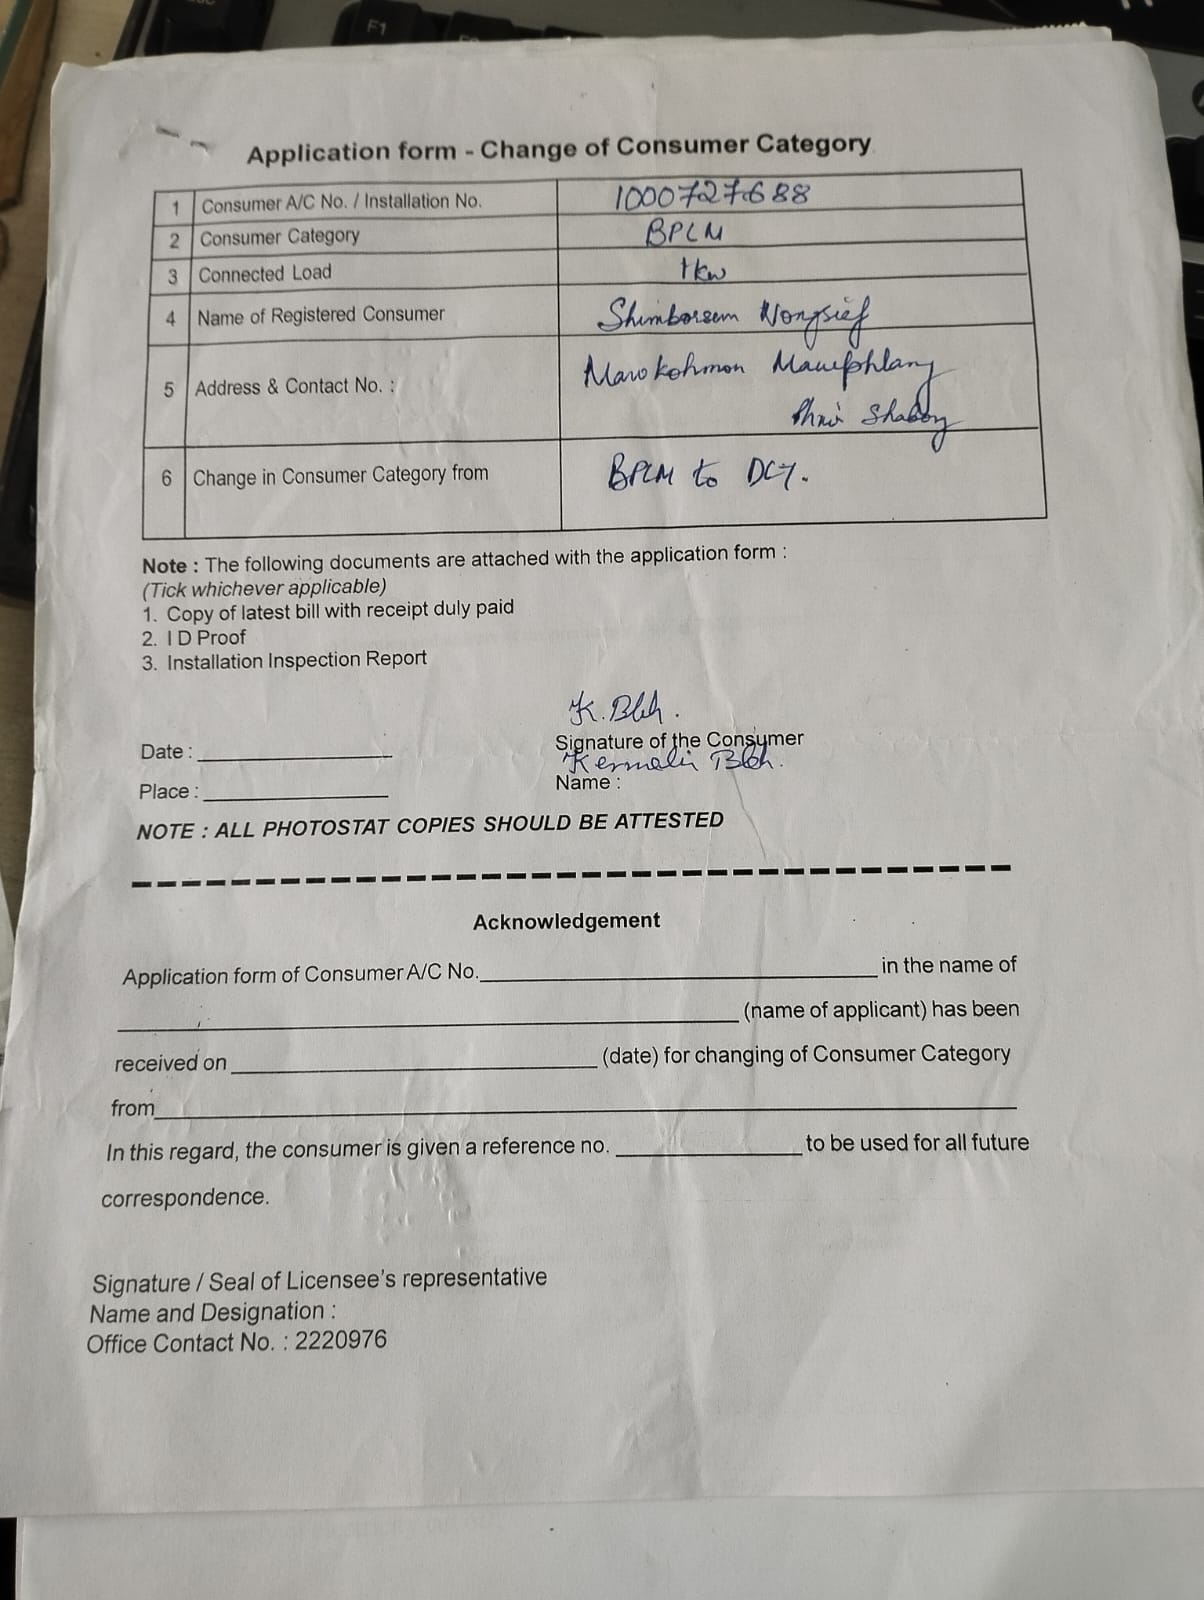 F1
Application form - Change of Consumer Category
1 Consumer A/C No. / Installation No. 1000727688
2 Consumer Category BPLM
3 Connected Load 1kw
4 Name of Registered Consumer Shimborsem Nongsiej
5 Address & Contact No. : Mawkohmon Mawphlang
6 Change in Consumer Category from BPLM to DCT.
Note : The following documents are attached with the application form :
(Tick whichever applicable)
1. Copy of latest bill with receipt duly paid
2. I D Proof
3. Installation Inspection Report
K. Bleh.
Date : Signature of the Consumer
Kermelin Bleh.
Place : Name :
NOTE : ALL PHOTOSTAT COPIES SHOULD BE ATTESTED
Acknowledgement
Application form of Consumer A/C No. in the name of
(name of applicant) has been
received on (date) for changing of Consumer Category
from
In this regard, the consumer is given a reference no. to be used for all future
correspondence.
Signature / Seal of Licensee's representative
Name and Designation :
Office Contact No. : 2220976